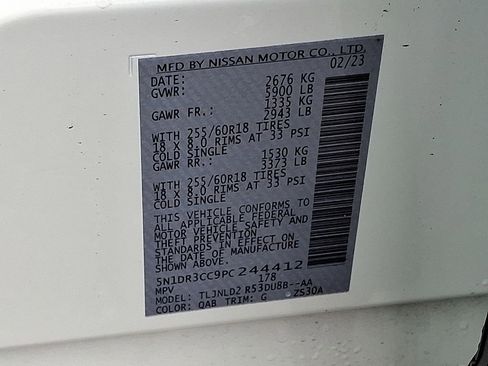 MFD BY NISSAN MOTOR CO., LTD.
DATE: 02/23
GVWR: 2676 KG
5900 LB
GAWR FR.: 1335 KG
2943 LB
WITH 255/60R18 TIRES
18 X 8.0 RIMS AT 33 PSI
COLD SINGLE
GAWR RR.: 1530 KG
3373 LB
WITH 255/60R18 TIRES
18 X 8.0 RIMS AT 33 PSI
COLD SINGLE
THIS VEHICLE CONFORMS TO
ALL APPLICABLE FEDERAL
MOTOR VEHICLE SAFETY AND
THEFT PREVENTION
STANDARDS IN EFFECT ON
THE DATE OF MANUFACTURE
SHOWN ABOVE.
5N1DR3CC9PC244412
MPV 178
MODEL: TLJNLD2 R53DU8B--AA
COLOR: QAB TRIM: G ZS30A